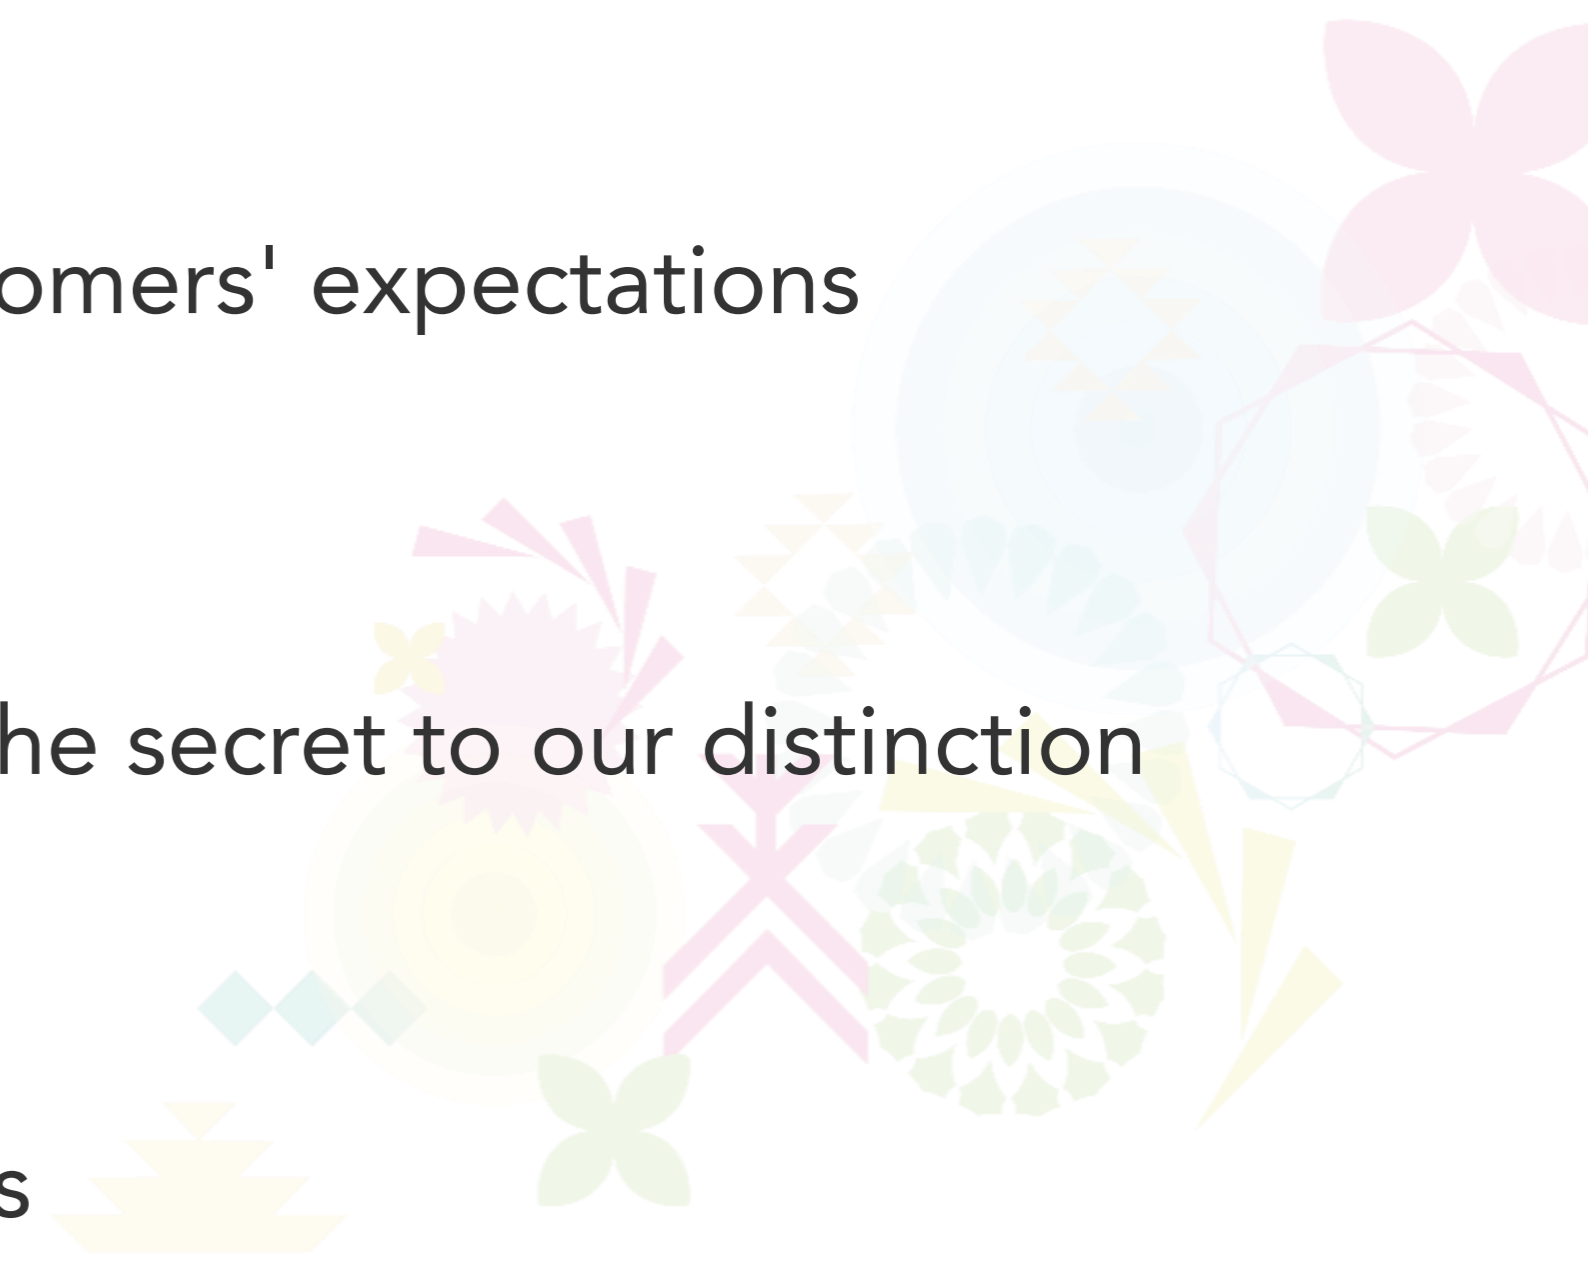 omers' expectations
he secret to our distinction
s